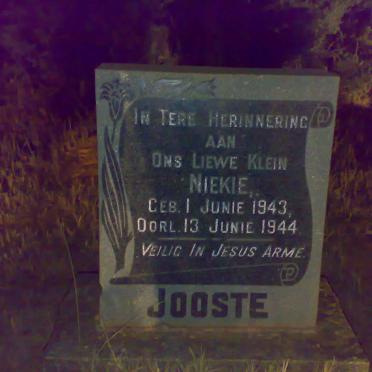 IN TERE HERINNERING
AAN
ONS LIEWE KLEIN
NIEKIE,
GEB. 1 JUNIE 1943,
OORL. 13 JUNIE 1944
VEILIG IN JESUS ARME.
JOOSTE